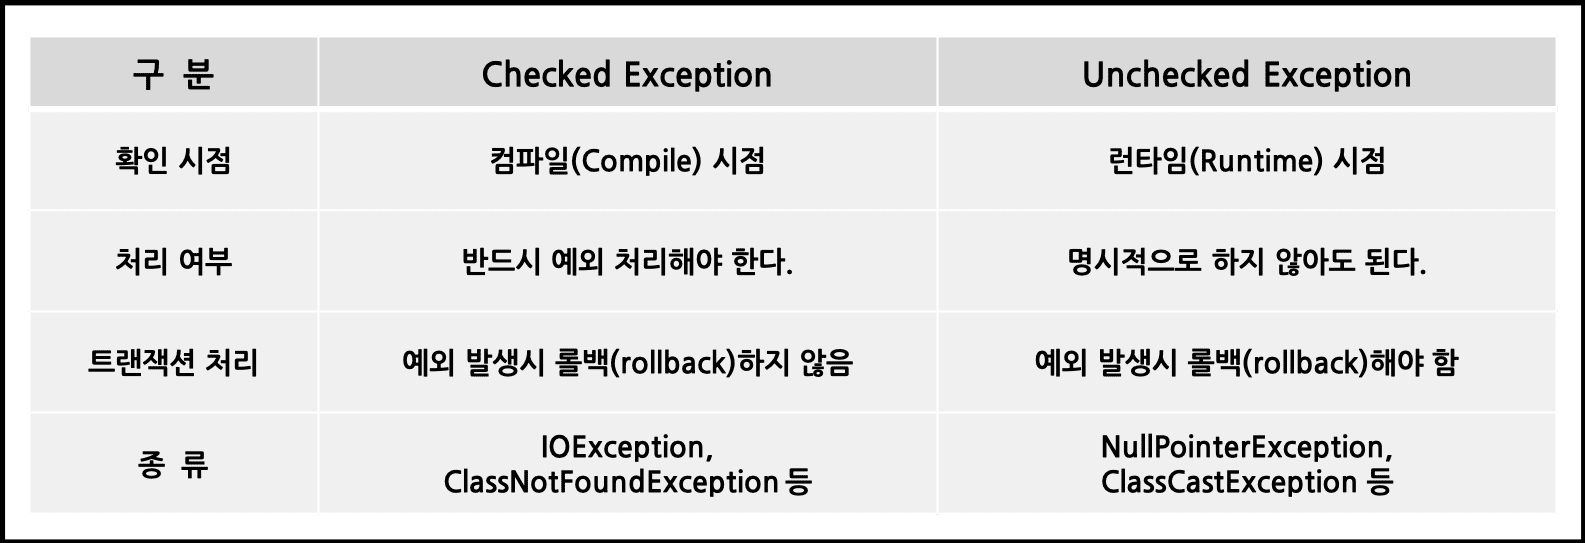 구 분 Checked Exception Unchecked Exception
확인 시점 컴파일(Compile) 시점 런타임(Runtime) 시점
처리 여부 반드시 예외 처리해야 한다. 명시적으로 하지 않아도 된다.
트랜잭션 처리 예외 발생시 롤백(rollback)하지 않음 예외 발생시 롤백(rollback)해야 함
종 류 IOException, NullPointerException,
ClassNotFoundException 등 ClassCastException 등